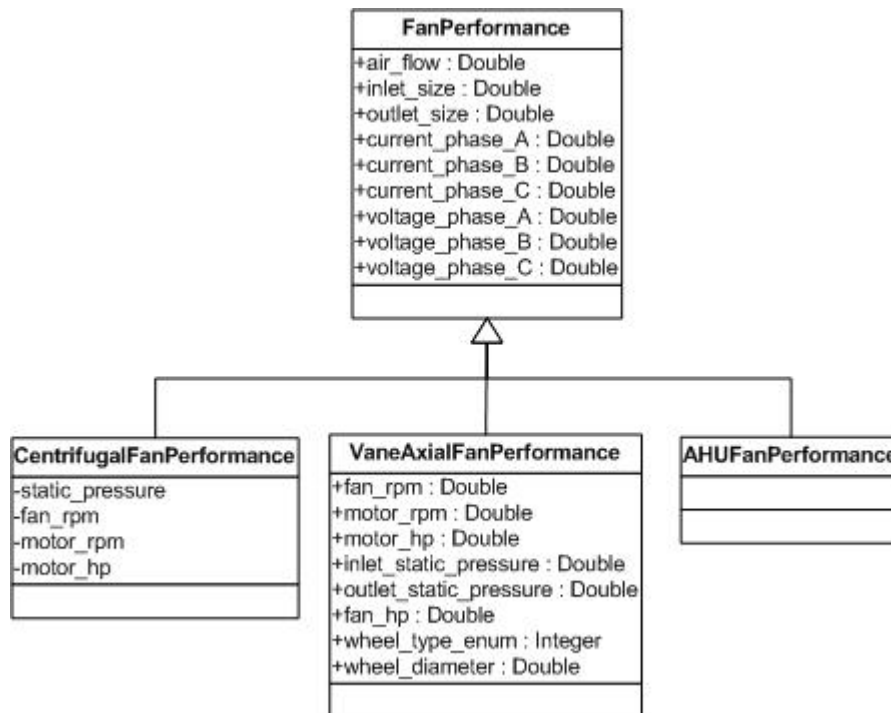 FanPerformance
+air_flow : Double
+inlet_size : Double
+outlet_size : Double
+current_phase_A : Double
+current_phase_B : Double
+current_phase_C : Double
+voltage_phase_A : Double
+voltage_phase_B : Double
+voltage_phase_C : Double
CentrifugalFanPerformance
-static_pressure
-fan_rpm
-motor_rpm
-motor_hp
VaneAxialFanPerformance
+fan_rpm : Double
+motor_rpm : Double
+motor_hp : Double
+inlet_static_pressure : Double
+outlet_static_pressure : Double
+fan_hp : Double
+wheel_type_enum : Integer
+wheel_diameter : Double
AHUFanPerformance